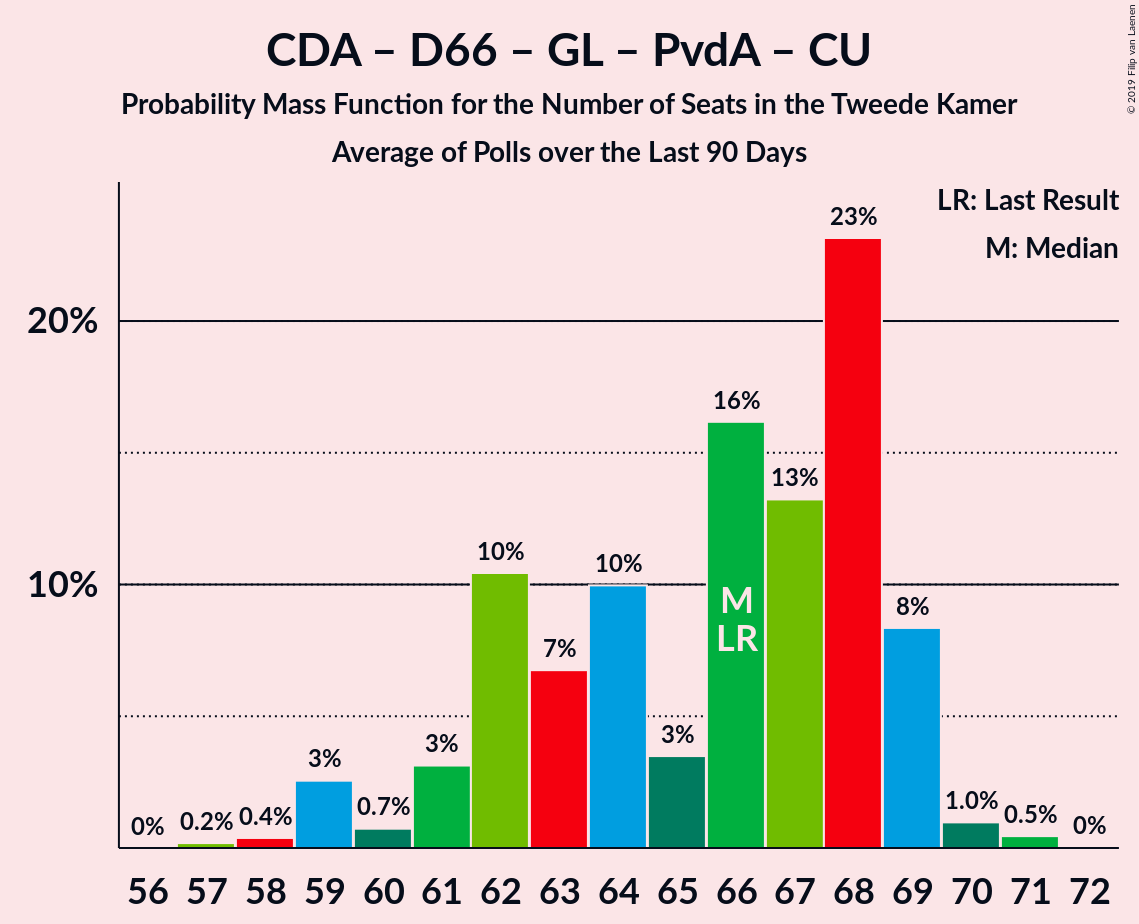 CDA – D66 – GL – PvdA – CU
Probability Mass Function for the Number of Seats in the Tweede Kamer
Average of Polls over the Last 90 Days
© 2019 Filip van Laenen
LR: Last Result
M: Median
20%
10%
0%
0.2%
0.4%
3%
0.7%
3%
10%
7%
10%
3%
16%
13%
23%
8%
1.0%
0.5%
0%
M
LR
56 57 58 59 60 61 62 63 64 65 66 67 68 69 70 71 72